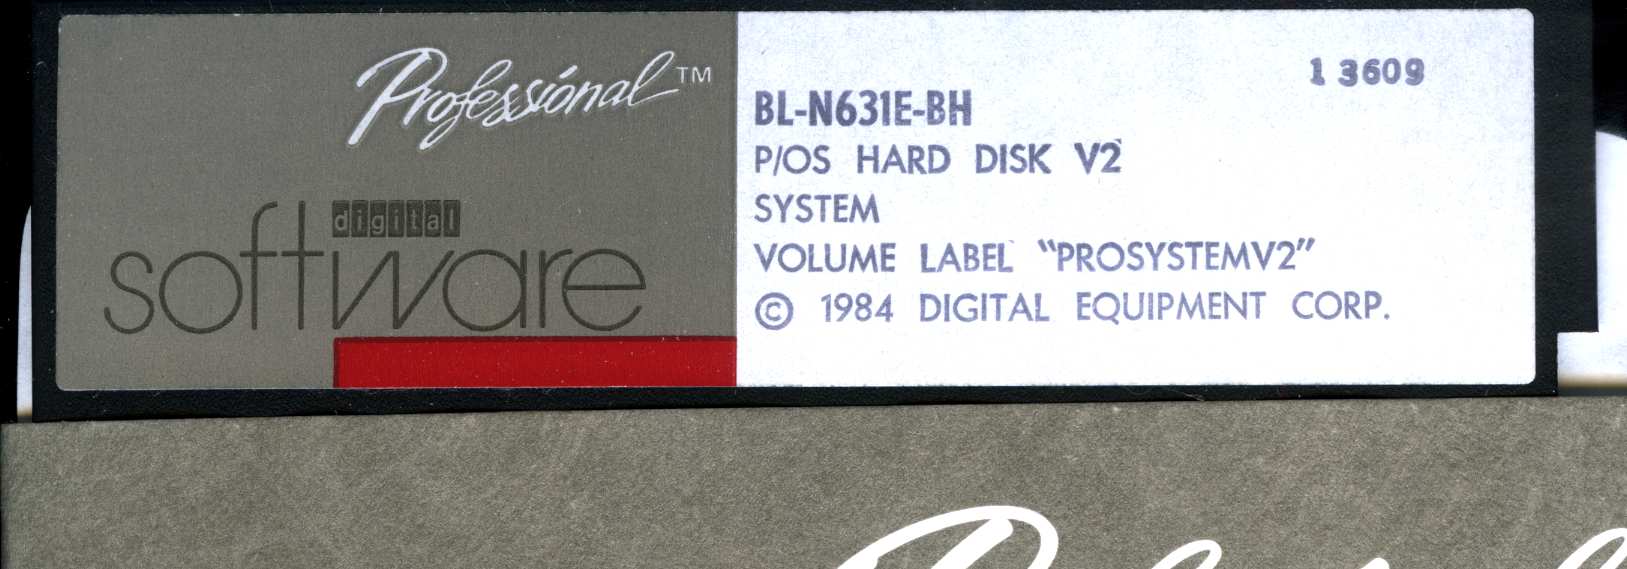 Professional™
digital
software
1 3609
BL-N631E-BH
P/OS HARD DISK V2
SYSTEM
VOLUME LABEL "PROSYSTEMV2"
© 1984 DIGITAL EQUIPMENT CORP.